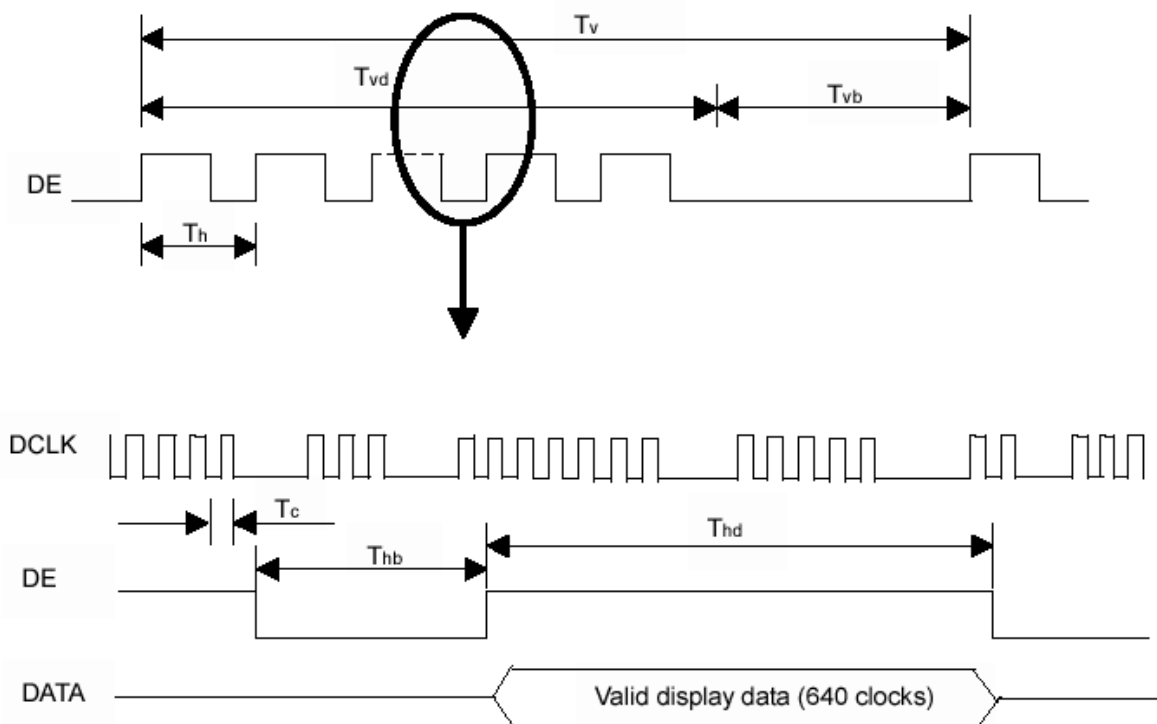 Tv
Tvd
Tvb
DE
Th
DCLK
Tc
Thb
Thd
DE
DATA
Valid display data (640 clocks)